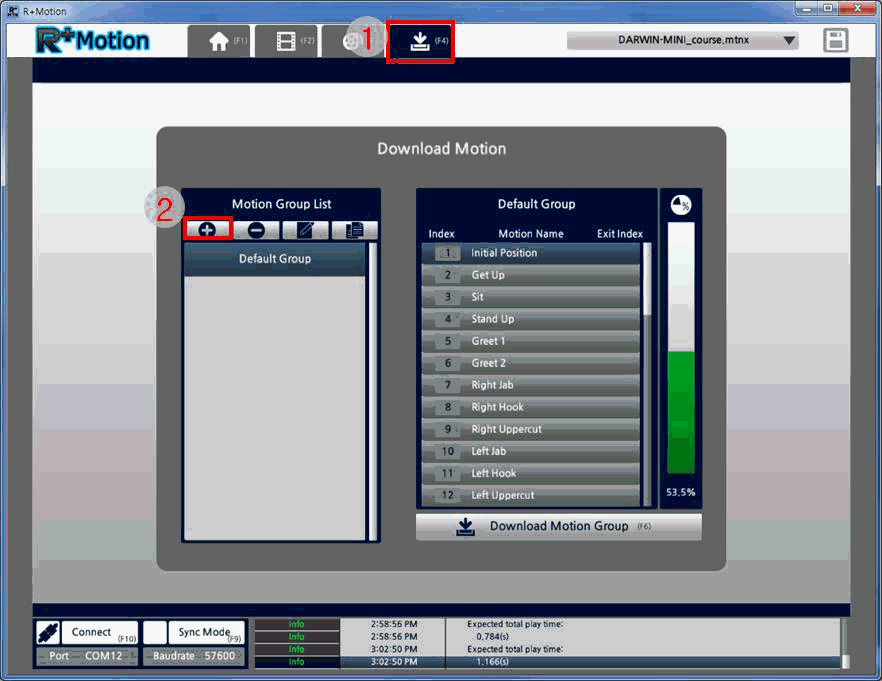 R+Motion
R+Motion
(F1)
(F2)
1
(F4)
DARWIN-MINI_course.mtnx
Download Motion
2
Motion Group List
Default Group
Default Group
Index Motion Name Exit Index
1 Initial Position
2 Get Up
3 Sit
4 Stand Up
5 Greet 1
6 Greet 2
7 Right Jab
8 Right Hook
9 Right Uppercut
10 Left Jab
11 Left Hook
12 Left Uppercut
%
53.5%
Download Motion Group (F6)
Connect (F10)
Sync Mode (F9)
Port COM12
Baudrate 57600
Info 2:58:56 PM Expected total play time:
Info 2:58:56 PM 0.784(s)
Info 3:02:50 PM Expected total play time:
Info 3:02:50 PM 1.166(s)